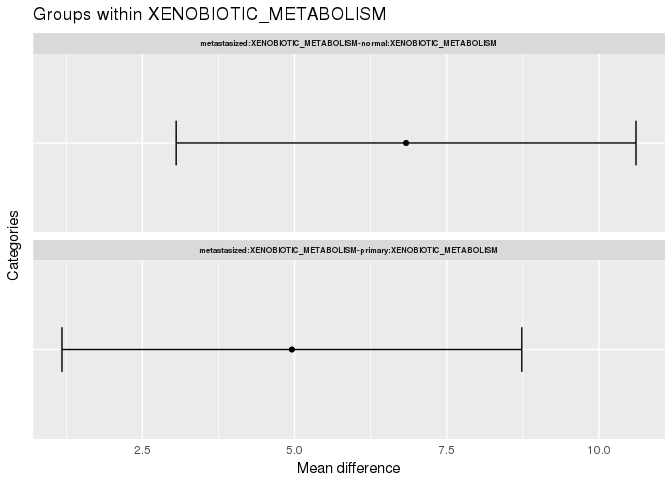 Groups within XENOBIOTIC_METABOLISM
metastasized:XENOBIOTIC_METABOLISM-normal:XENOBIOTIC_METABOLISM
metastasized:XENOBIOTIC_METABOLISM-primary:XENOBIOTIC_METABOLISM
Categories
2.5 5.0 7.5 10.0
Mean difference